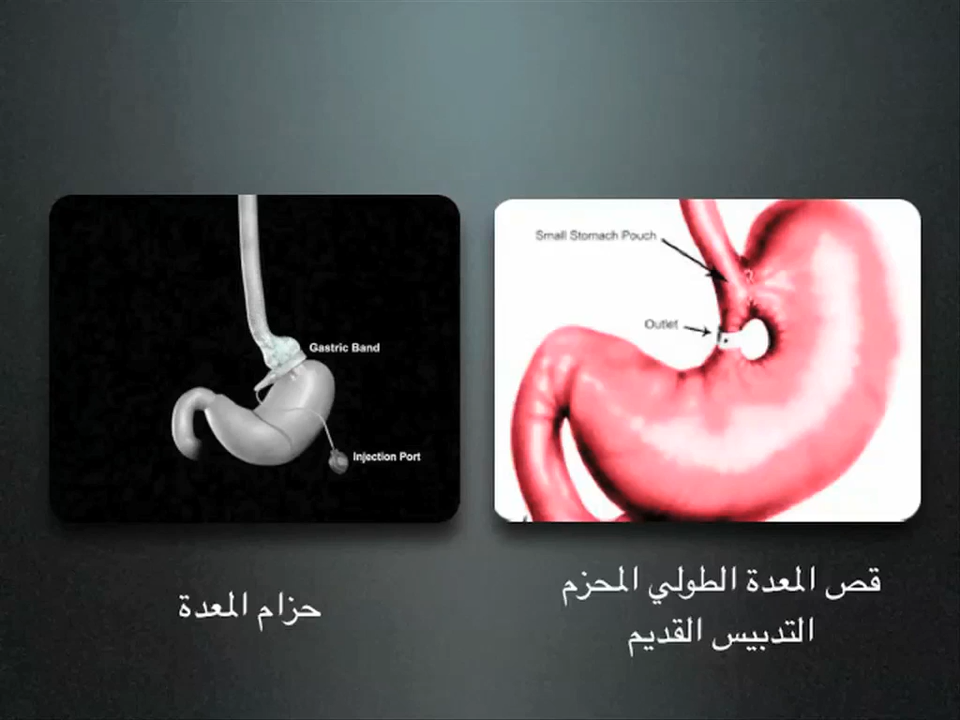 Small Stomach Pouch
Outlet
Gastric Band
Injection Port
قص المعدة الطولي المحزم
التدبيس القديم
حزام المعدة